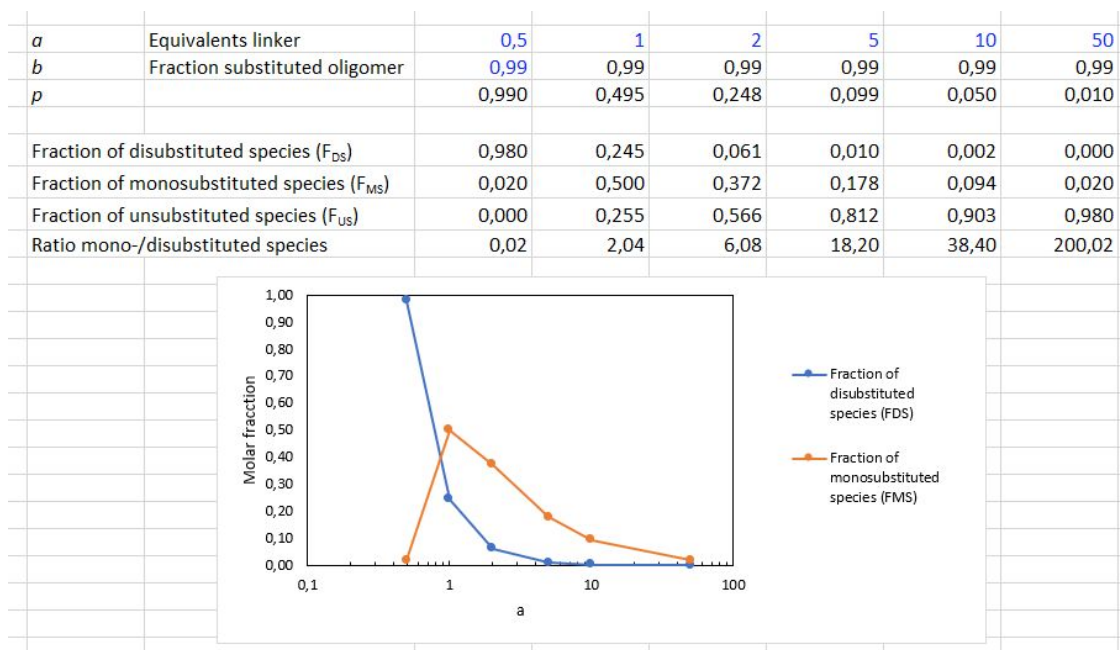 a Equivalents linker 0,5 1 2 5 10 50
b Fraction substituted oligomer 0,99 0,99 0,99 0,99 0,99 0,99
p 0,990 0,495 0,248 0,099 0,050 0,010
Fraction of disubstituted species (FDS) 0,980 0,245 0,061 0,010 0,002 0,000
Fraction of monosubstituted species (FMS) 0,020 0,500 0,372 0,178 0,094 0,020
Fraction of unsubstituted species (FUS) 0,000 0,255 0,566 0,812 0,903 0,980
Ratio mono-/disubstituted species 0,02 2,04 6,08 18,20 38,40 200,02
1,00
0,90
0,80
0,70
0,60
0,50
0,40
0,30
0,20
0,10
0,00
Molar fracction
0,1 1 10 100
a
Fraction of
disubstituted
species (FDS)
Fraction of
monosubstituted
species (FMS)